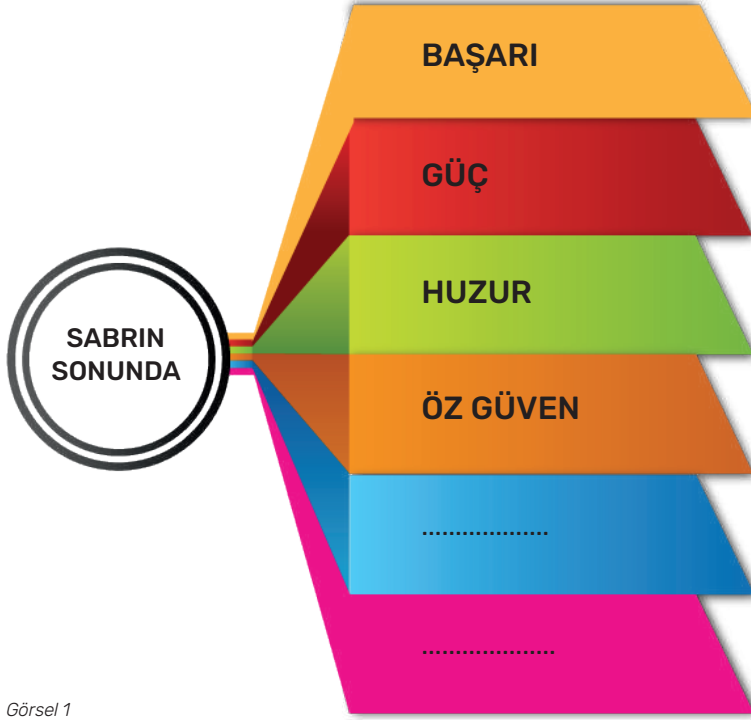 BAŞARI
GÜÇ
HUZUR
SABRIN
SONUNDA
ÖZ GÜVEN
...................
....................
Görsel 1